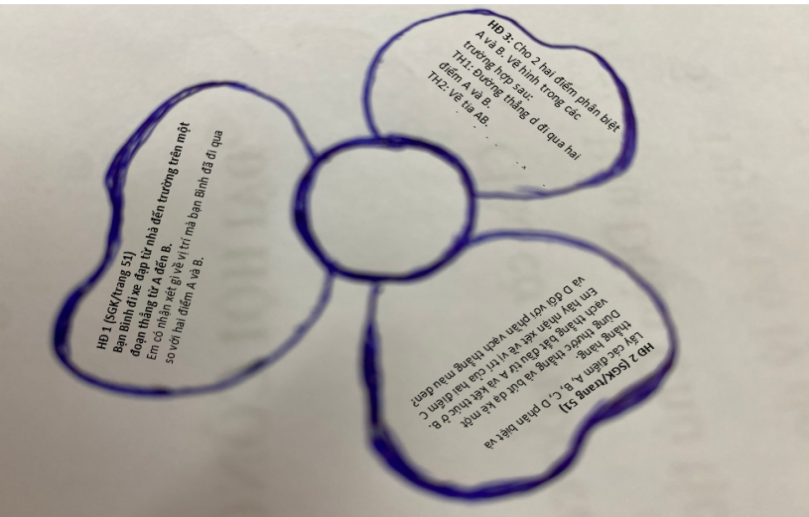 HĐ 1 (SGK/trang 51)
Bạn Bình đi xe đạp từ nhà đến trường trên một
đoạn thẳng từ A đến B.
Em có nhận xét gì về vị trí mà bạn Bình đã đi qua
so với hai điểm A và B.
HĐ 2 (SGK/trang 51)
Lấy các điểm A, B, C, D phân biệt và
thẳng hàng.
Dùng thước thẳng và bút dạ kẻ một
vạch thẳng bắt đầu từ A và kết thúc ở B.
Em hãy nhận xét về vị trí của hai điểm C
và D đối với phần vạch thẳng màu đen?
HĐ 3: Cho 2 hai điểm phân biệt
A và B. Vẽ hình trong các
trường hợp sau:
TH1: Đường thẳng d đi qua hai
điểm A và B.
TH2: Vẽ tia AB.